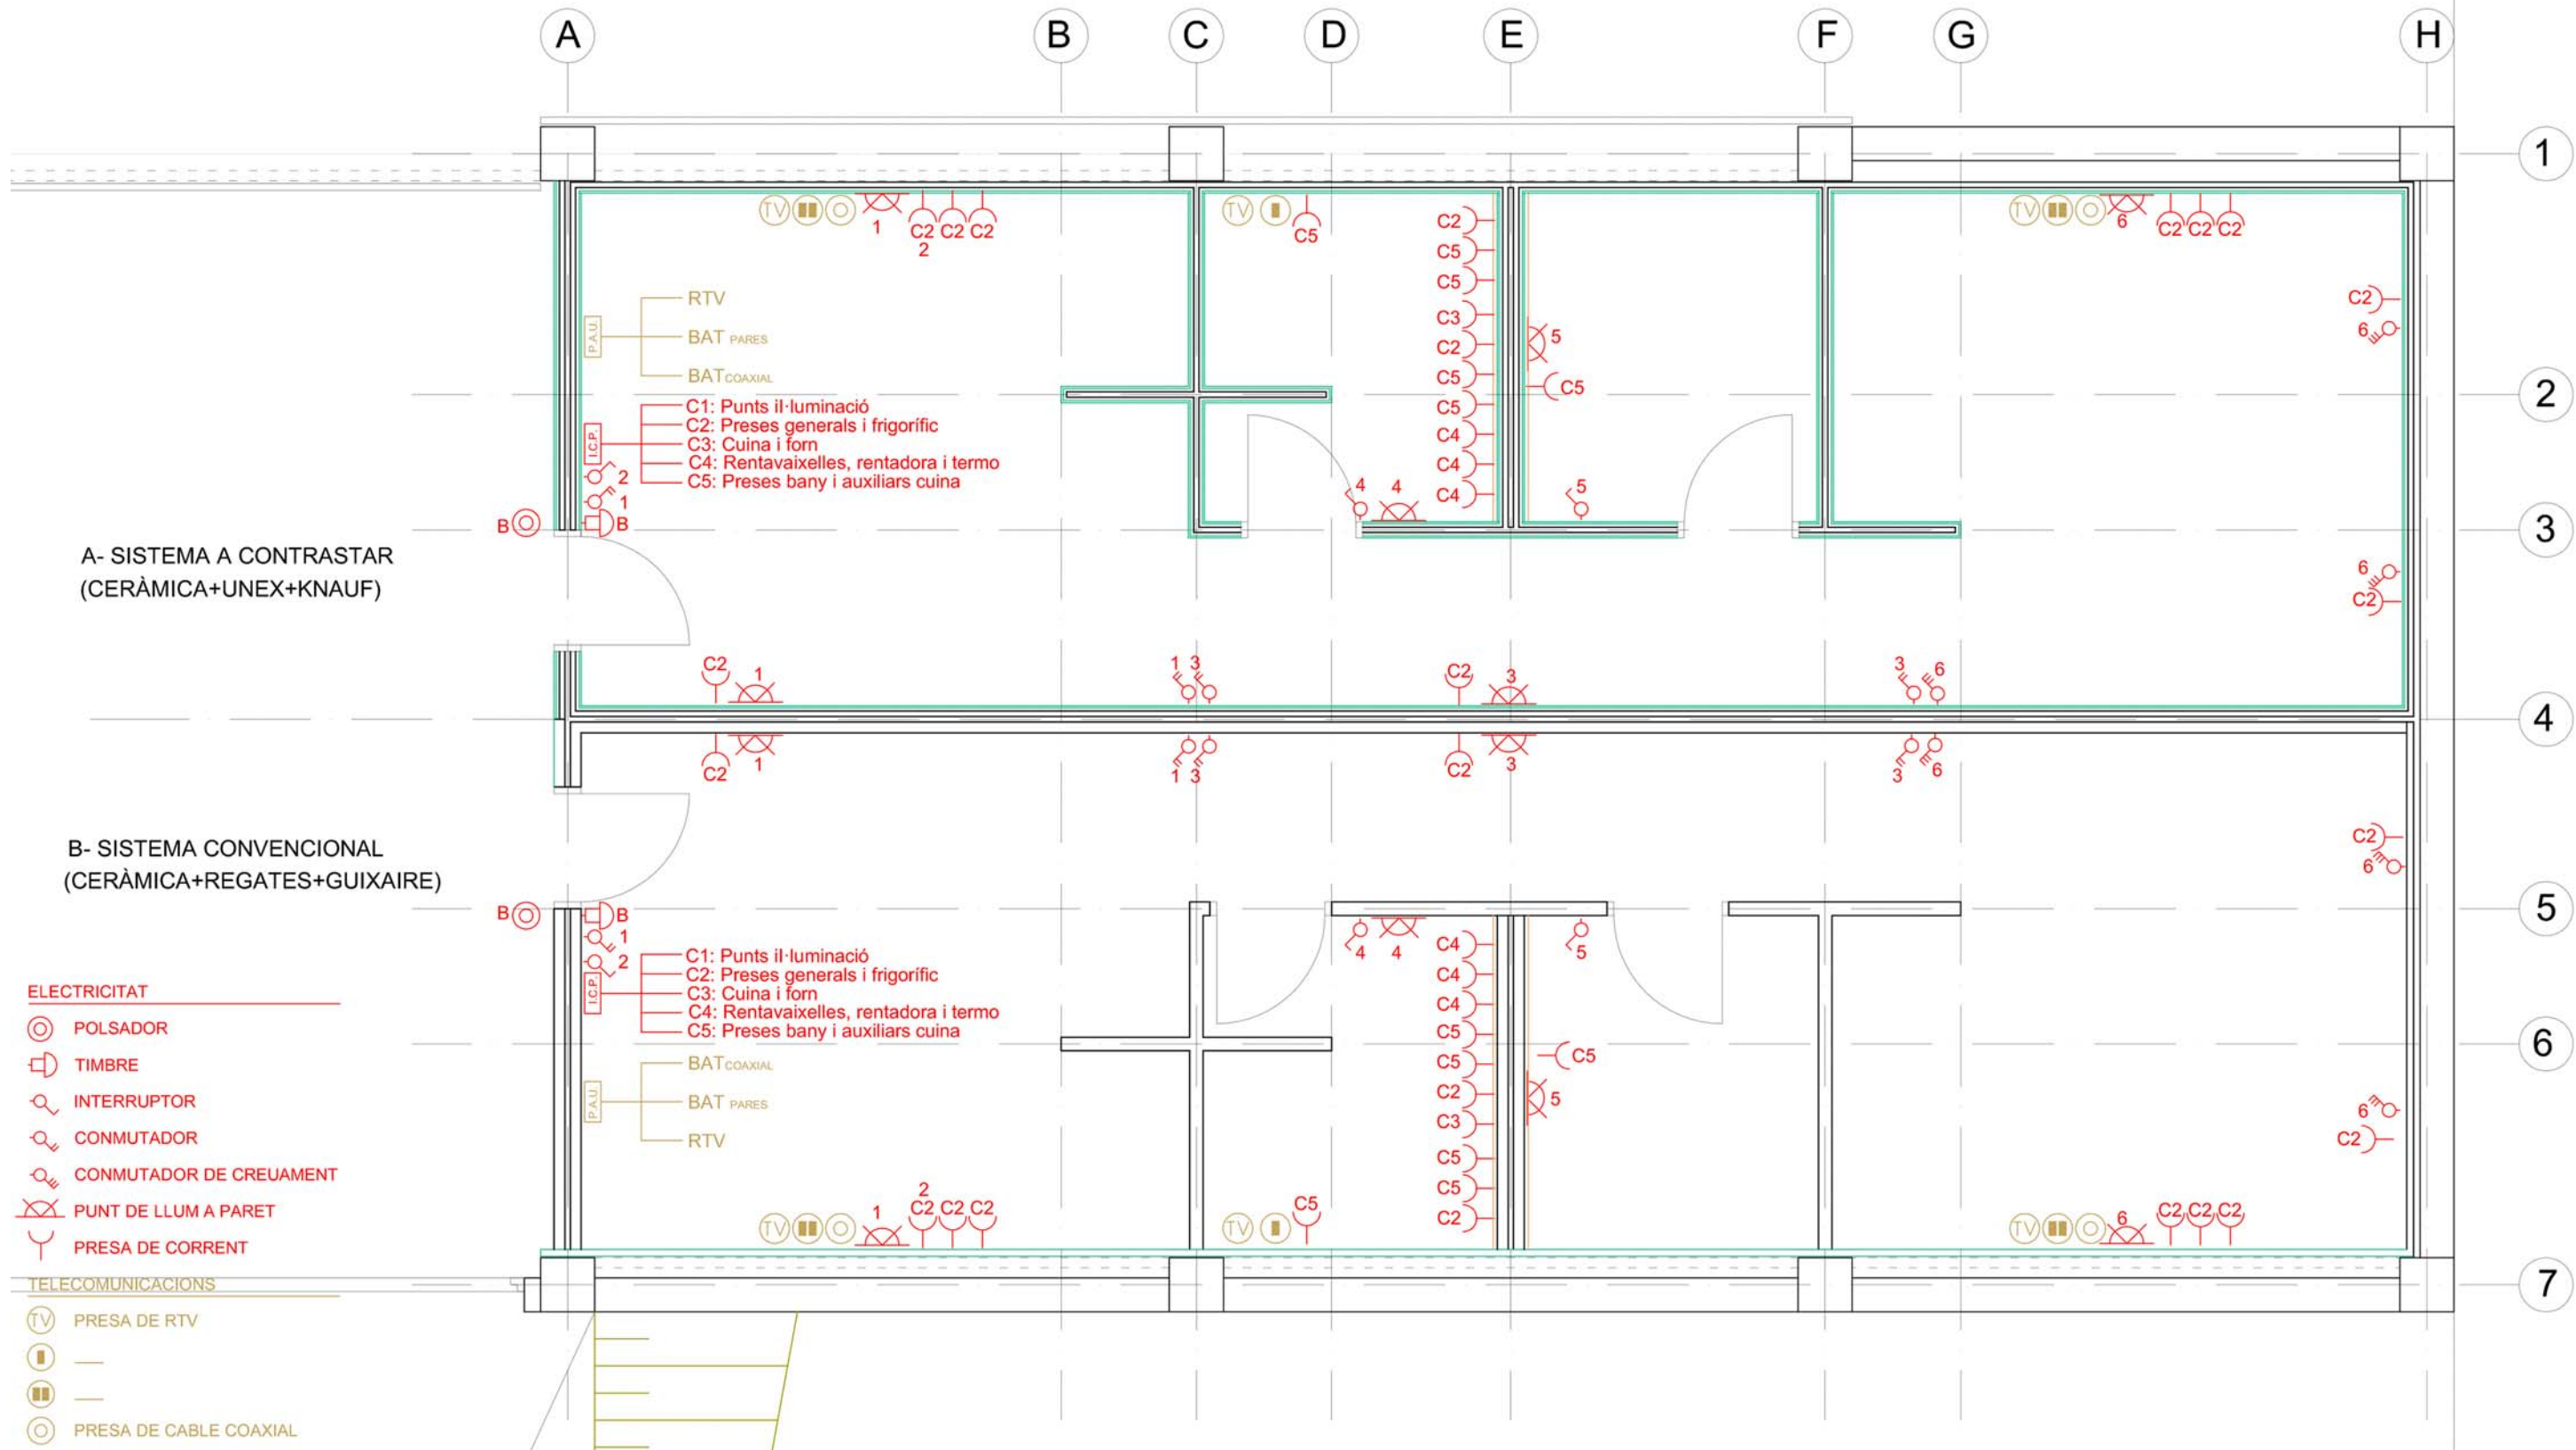 A B C D E F G H
1
TV 1 C2 C2 C2
2
TV C5
TV 6 C2 C2 C2
C2
C5
C5
C3
C2
C5
C5
C4
C4
C4
RTV
P.A.U. BAT PARES
BAT COAXIAL
5
C5
C2
6
2
C1: Punts il·luminació
C2: Preses generals i frigorífic
I.C.P. C3: Cuina i forn
C4: Rentavaixelles, rentadora i termo
C5: Preses bany i auxiliars cuina
2
1
B B
4 4
5
3
A- SISTEMA A CONTRASTAR
(CERÀMICA+UNEX+KNAUF)
6
C2
C2 1
1 3
C2 3
3 6
4
C2 1
1 3
C2 3
3 6
B- SISTEMA CONVENCIONAL
(CERÀMICA+REGATES+GUIXAIRE)
C2
6
5
B B
1
2
4 4
5
C1: Punts il·luminació
C2: Preses generals i frigorífic
I.C.P. C3: Cuina i forn
C4: Rentavaixelles, rentadora i termo
C5: Preses bany i auxiliars cuina
C4
C4
C4
C5
C5
C2
C3
C5
C5
C2
6
BAT COAXIAL
P.A.U. BAT PARES
RTV
C5
5
6
C2
2
TV 1 C2 C2 C2
TV C5
TV 6 C2 C2 C2
7
ELECTRICITAT
POLSADOR
TIMBRE
INTERRUPTOR
CONMUTADOR
CONMUTADOR DE CREUAMENT
PUNT DE LLUM A PARET
PRESA DE CORRENT
TELECOMUNICACIONS
TV PRESA DE RTV
PRESA DE CABLE COAXIAL